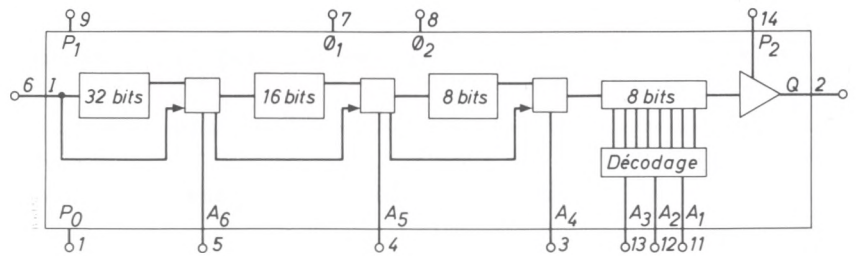 9 7 8 14
P₁ Ø₁ Ø₂ P₂
6 I 32 bits 16 bits 8 bits 8 bits Q 2
Décodage
P₀ A₆ A₅ A₄ A₃ A₂ A₁
1 5 4 3 13 12 11